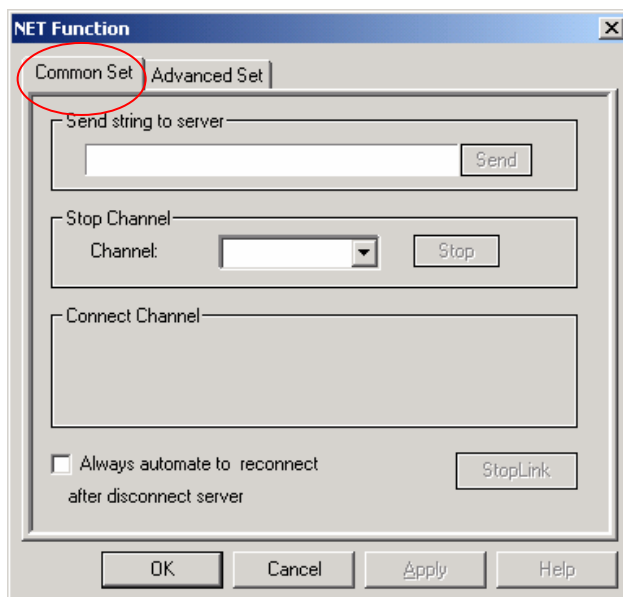 NET Function
Common Set Advanced Set
Send string to server
Send
Stop Channel
Channel: Stop
Connect Channel
Always automate to reconnect
after disconnect server
StopLink
OK Cancel Apply Help